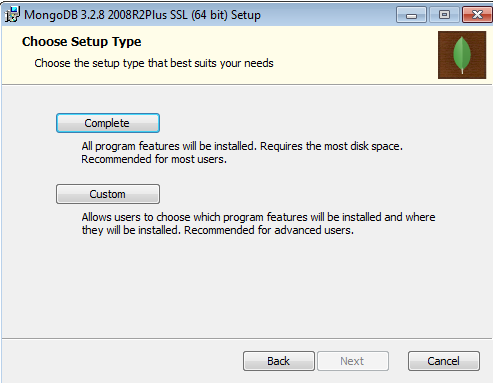 MongoDB 3.2.8 2008R2Plus SSL (64 bit) Setup
Choose Setup Type
Choose the setup type that best suits your needs
Complete
All program features will be installed. Requires the most disk space.
Recommended for most users.
Custom
Allows users to choose which program features will be installed and where
they will be installed. Recommended for advanced users.
Back Next Cancel